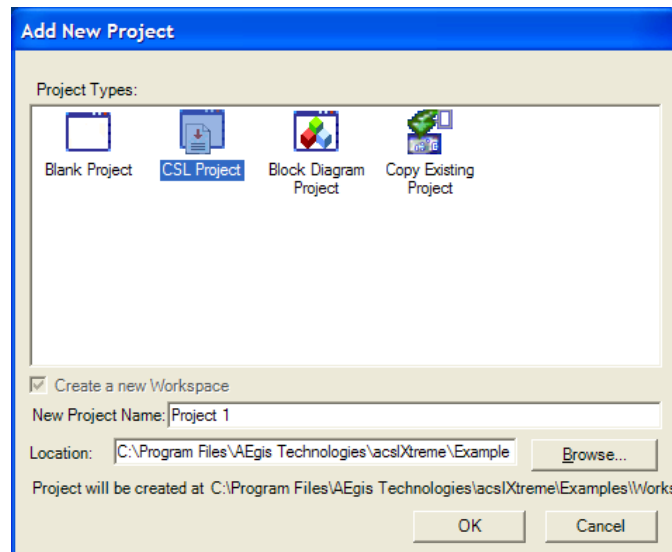 Add New Project
Project Types:
Blank Project
CSL Project
Block Diagram
Project
Copy Existing
Project
Create a new Workspace
New Project Name: Project 1
Location: C:\Program Files\AEgis Technologies\acslXtreme\Example Browse...
Project will be created at C:\Program Files\AEgis Technologies\acslXtreme\Examples\Works
OK Cancel